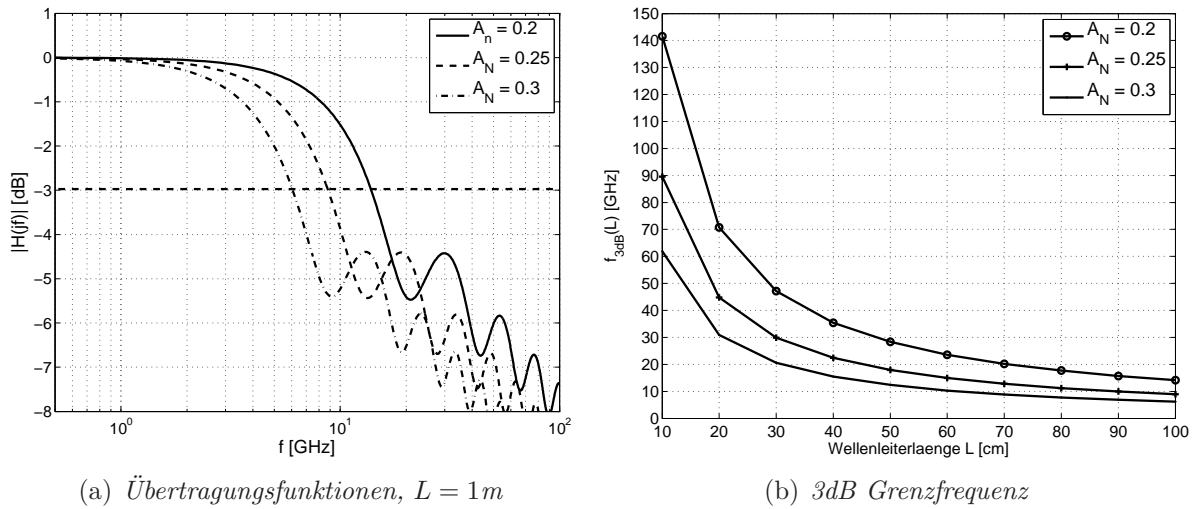 1
0
−1
−2
−3
−4
−5
−6
−7
−8
|H(jf)| [dB]
10^0
10^1
10^2
f [GHz]
A_n = 0.2
A_N = 0.25
A_N = 0.3
(a) Übertragungsfunktionen, L = 1m
150
140
130
120
110
100
90
80
70
60
50
40
30
20
10
0
f_3dB(L) [GHz]
10 20 30 40 50 60 70 80 90 100
Wellenleiterlaenge L [cm]
A_N = 0.2
A_N = 0.25
A_N = 0.3
(b) 3dB Grenzfrequenz